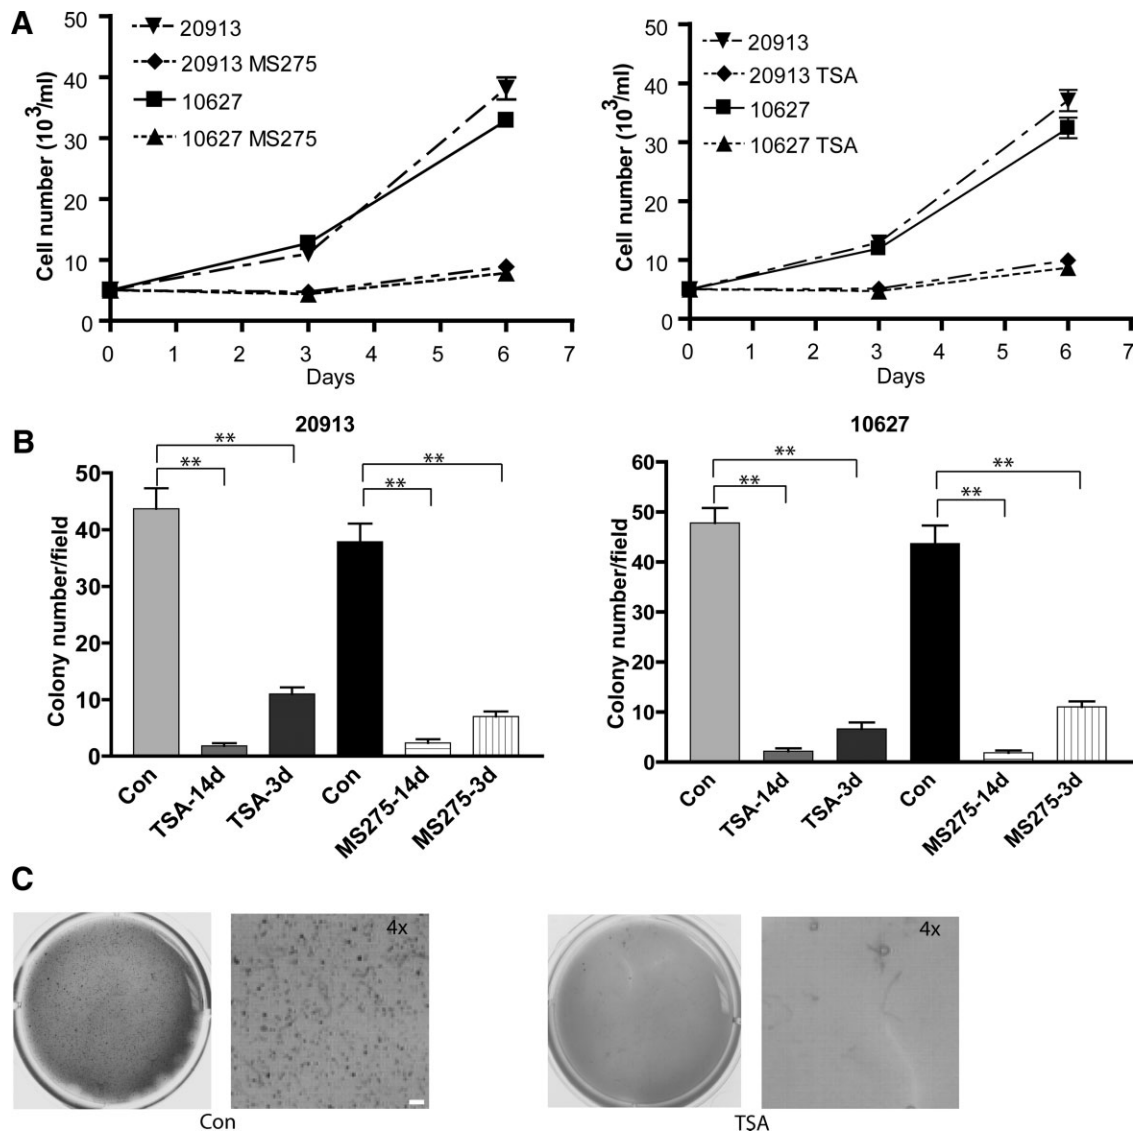 A
50
40
30
20
10
0
Cell number (10³/ml)
20913
20913 MS275
10627
10627 MS275
0 1 2 3 4 5 6 7
Days
50
40
30
20
10
0
Cell number (10³/ml)
20913
20913 TSA
10627
10627 TSA
0 1 2 3 4 5 6 7
Days
B
20913
** ** ** **
50
40
30
20
10
0
Colony number/field
Con TSA-14d TSA-3d Con MS275-14d MS275-3d
10627
** ** ** **
60
50
40
30
20
10
0
Colony number/field
Con TSA-14d TSA-3d Con MS275-14d MS275-3d
C
4x
Con
4x
TSA